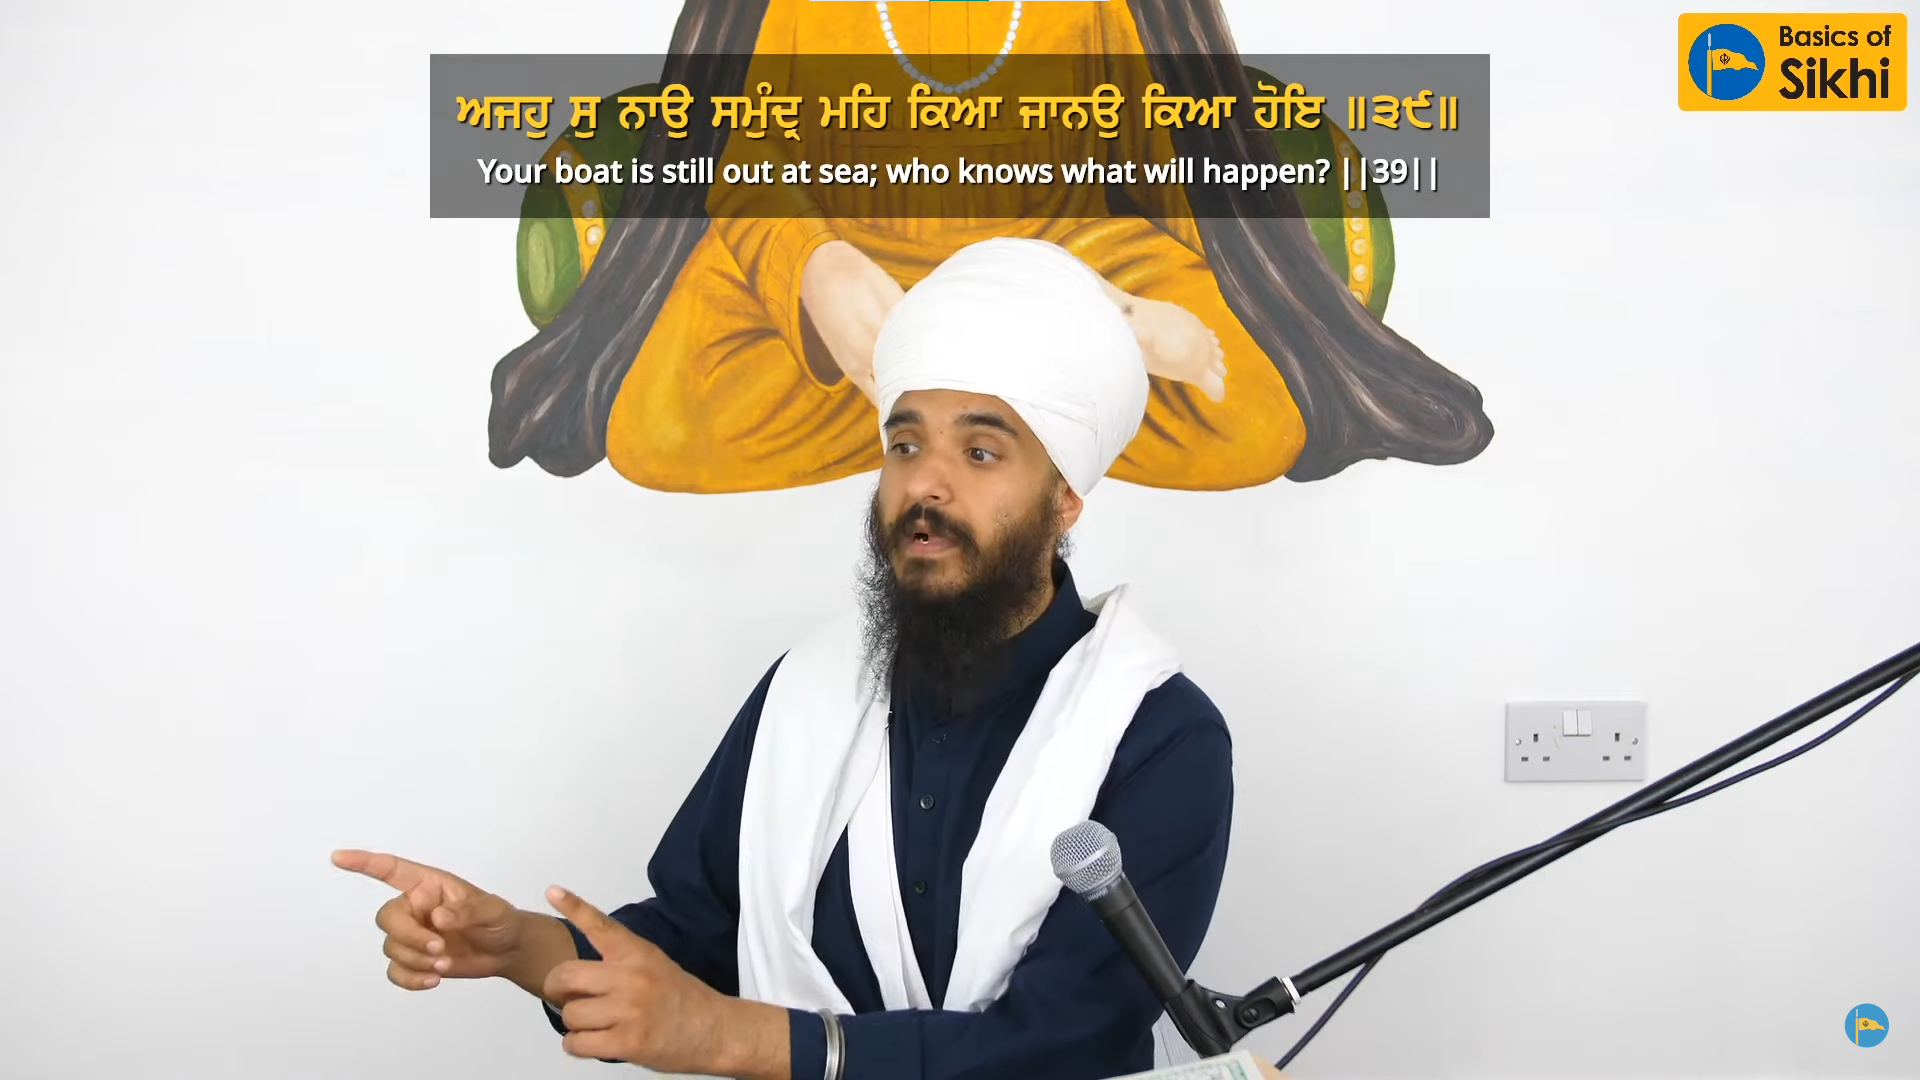 ਅਜਹੁ ਸੁ ਨਾਉ ਸਮੁੰਦ੍ਰ ਮਹਿ ਕਿਆ ਜਾਨਉ ਕਿਆ ਹੋਇ ॥੩੯॥
Your boat is still out at sea; who knows what will happen? ||39||
Basics of
Sikhi